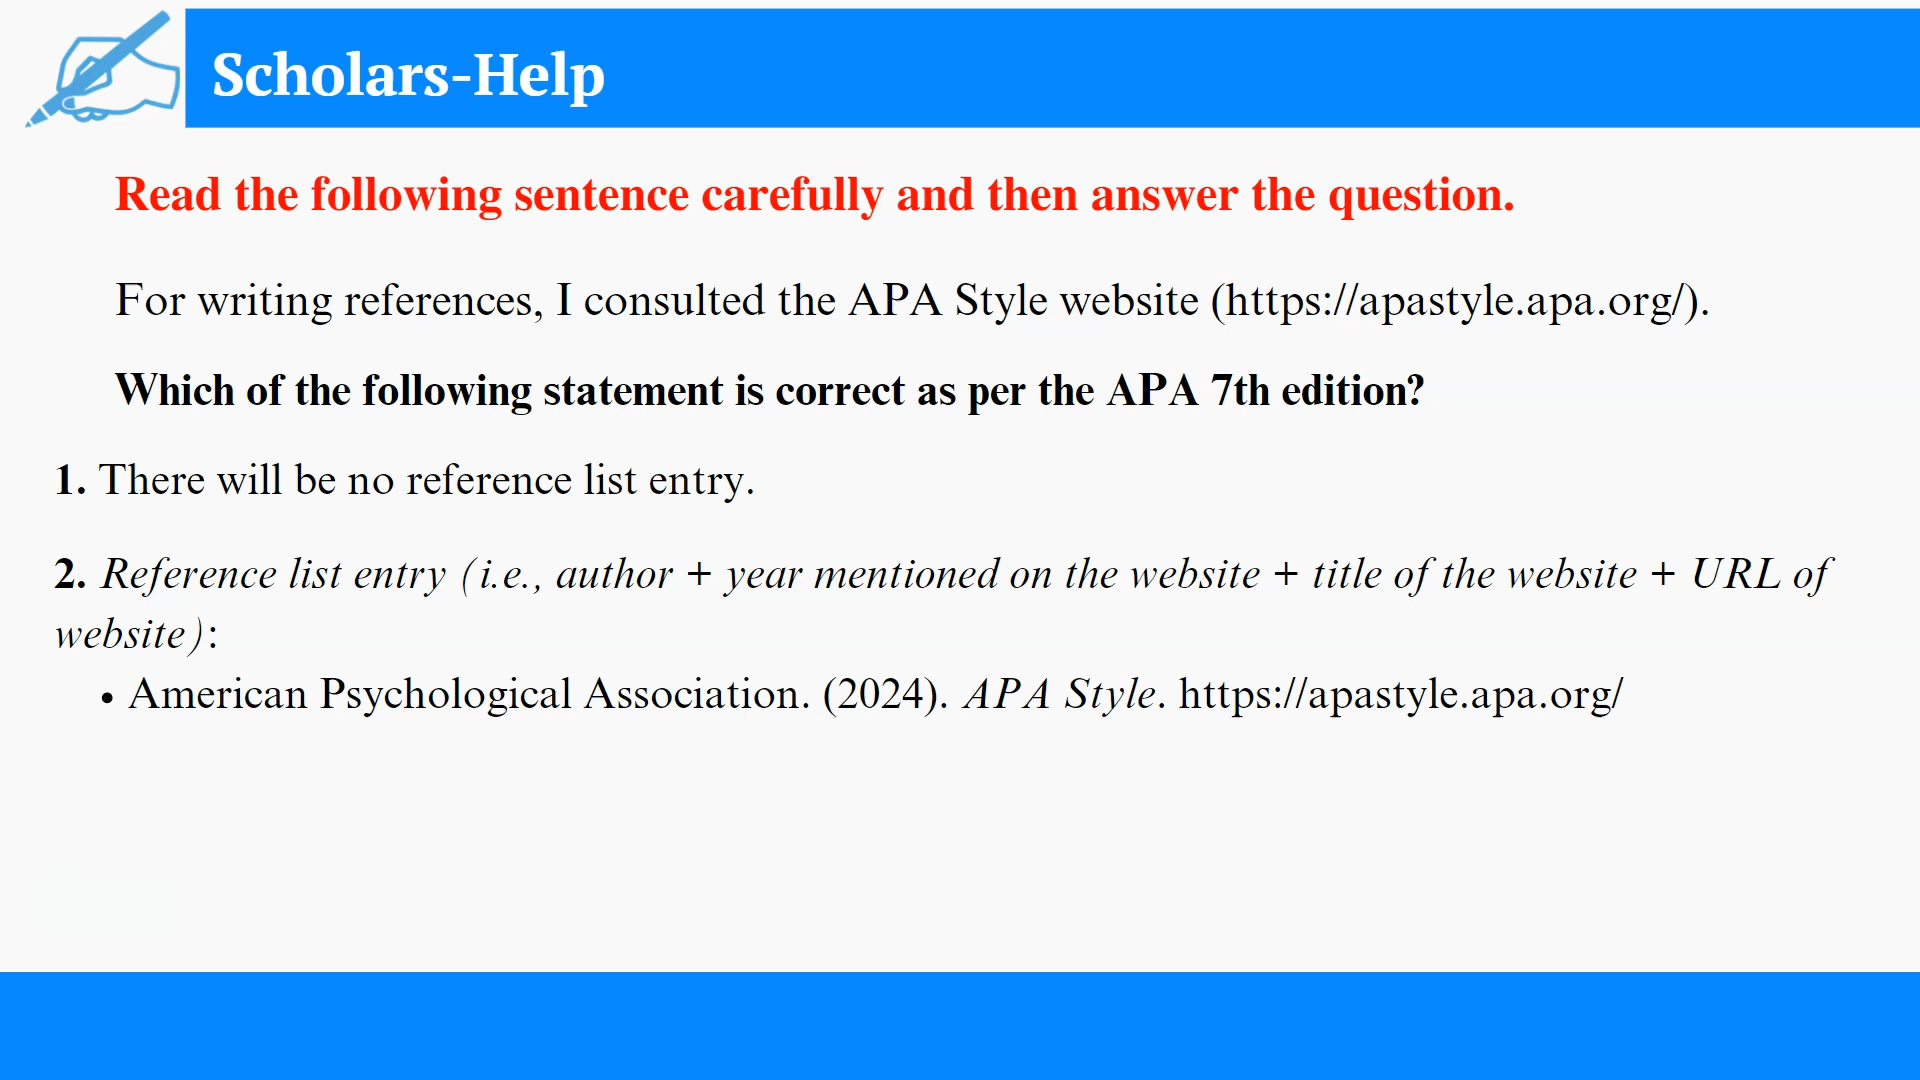 Scholars-Help
Read the following sentence carefully and then answer the question.
For writing references, I consulted the APA Style website (https://apastyle.apa.org/).
Which of the following statement is correct as per the APA 7th edition?
1. There will be no reference list entry.
2. Reference list entry (i.e., author + year mentioned on the website + title of the website + URL of
website):
• American Psychological Association. (2024). APA Style. https://apastyle.apa.org/